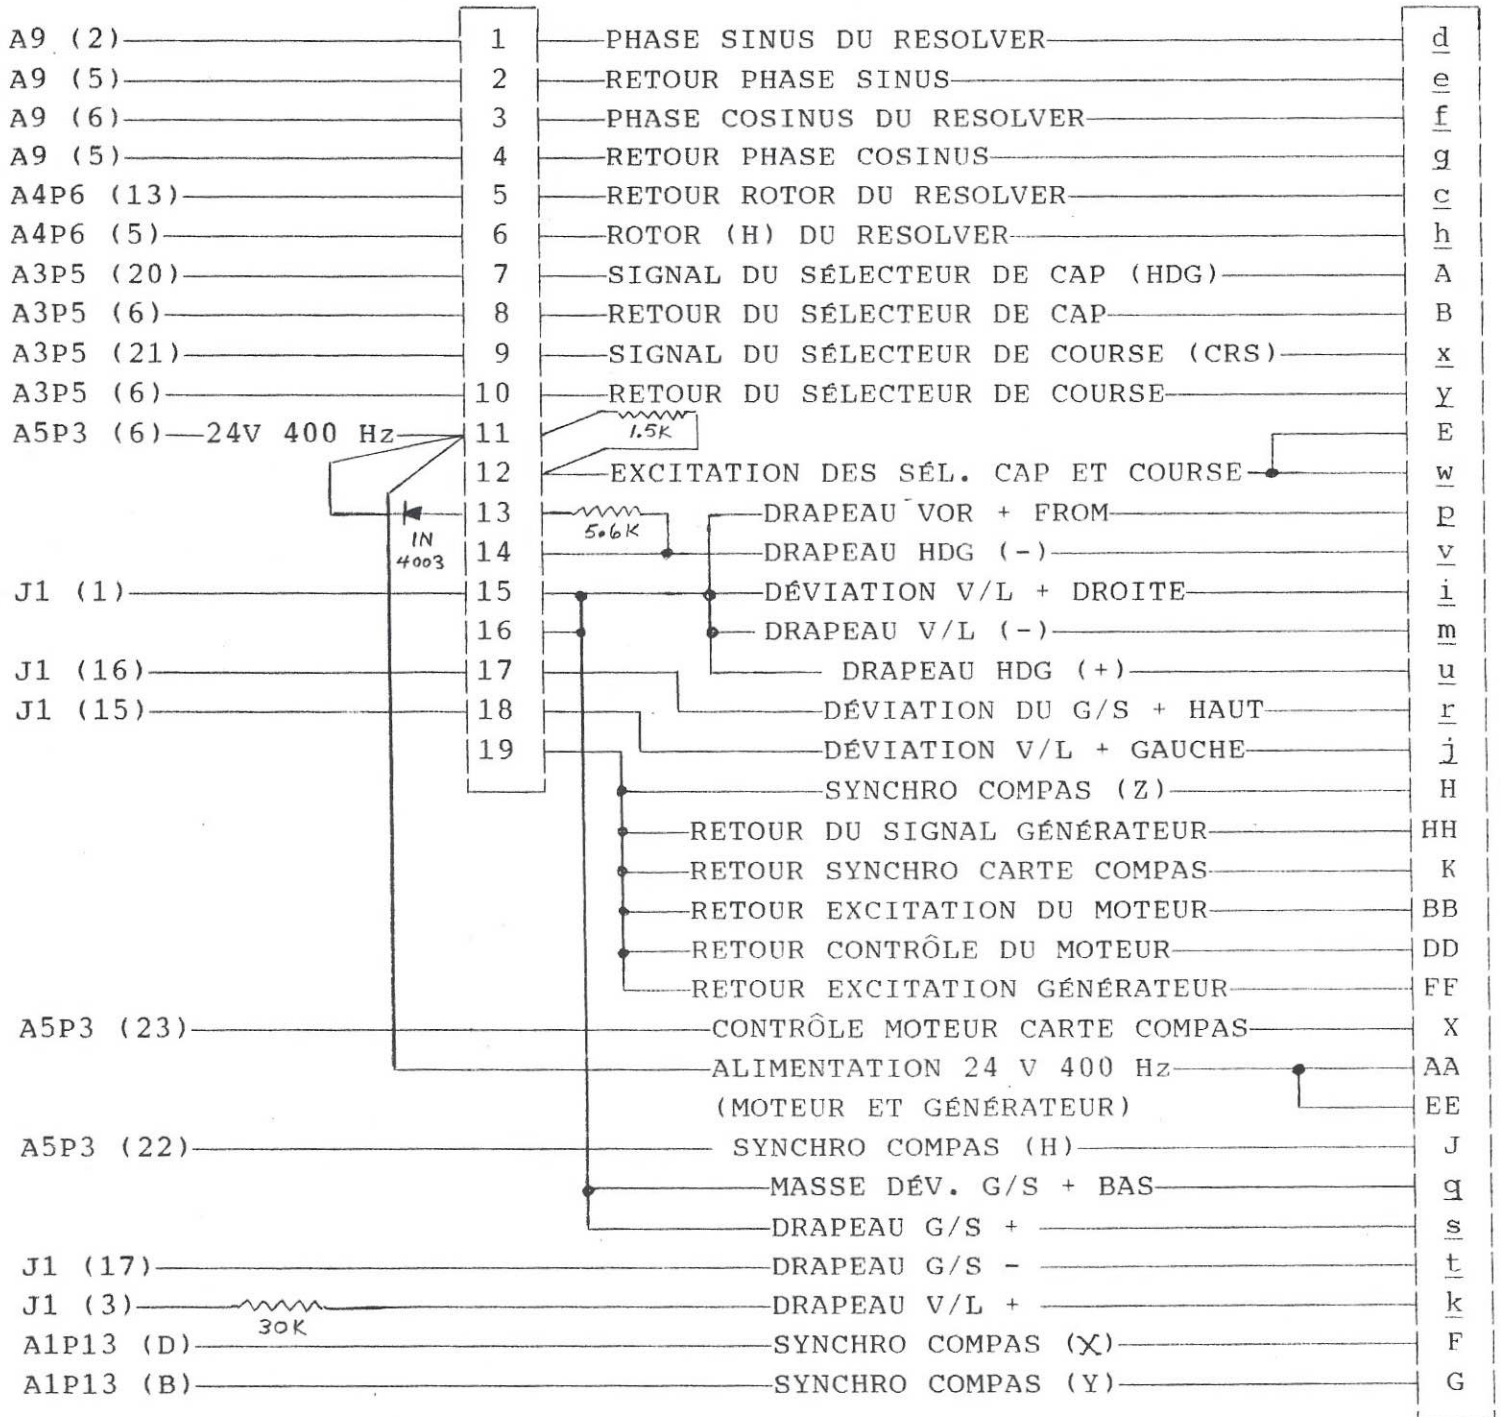 A9 (2) 1 PHASE SINUS DU RESOLVER d
A9 (5) 2 RETOUR PHASE SINUS e
A9 (6) 3 PHASE COSINUS DU RESOLVER f
A9 (5) 4 RETOUR PHASE COSINUS g
A4P6 (13) 5 RETOUR ROTOR DU RESOLVER c
A4P6 (5) 6 ROTOR (H) DU RESOLVER h
A3P5 (20) 7 SIGNAL DU SÉLECTEUR DE CAP (HDG) A
A3P5 (6) 8 RETOUR DU SÉLECTEUR DE CAP B
A3P5 (21) 9 SIGNAL DU SÉLECTEUR DE COURSE (CRS) x
A3P5 (6) 10 RETOUR DU SÉLECTEUR DE COURSE y
A5P3 (6) 24V 400 Hz 11 1.5K E
12 EXCITATION DES SÉL. CAP ET COURSE w
13 DRAPEAU VOR + FROM p
1N 5.6K
4003 14 DRAPEAU HDG (-) v
J1 (1) 15 DÉVIATION V/L + DROITE i
16 DRAPEAU V/L (-) m
J1 (16) 17 DRAPEAU HDG (+) u
J1 (15) 18 DÉVIATION DU G/S + HAUT r
19 DÉVIATION V/L + GAUCHE j
SYNCHRO COMPAS (Z) H
RETOUR DU SIGNAL GÉNÉRATEUR HH
RETOUR SYNCHRO CARTE COMPAS K
RETOUR EXCITATION DU MOTEUR BB
RETOUR CONTRÔLE DU MOTEUR DD
RETOUR EXCITATION GÉNÉRATEUR FF
A5P3 (23) CONTRÔLE MOTEUR CARTE COMPAS X
ALIMENTATION 24 V 400 Hz AA
(MOTEUR ET GÉNÉRATEUR) EE
A5P3 (22) SYNCHRO COMPAS (H) J
MASSE DÉV. G/S + BAS q
DRAPEAU G/S + s
J1 (17) DRAPEAU G/S - t
J1 (3) DRAPEAU V/L + k
30K
A1P13 (D) SYNCHRO COMPAS (X) F
A1P13 (B) SYNCHRO COMPAS (Y) G